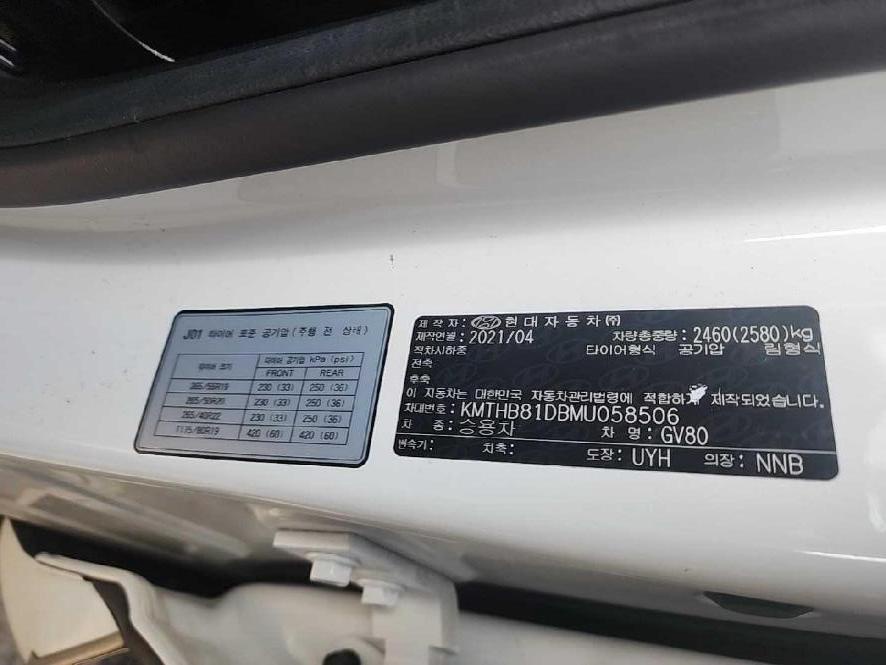 J01 타이어 표준 공기압 (주행 전 상태)
타이어 크기 타이어 공기압 kPa (psi)
FRONT REAR
265/55R19 230 (33) 250 (36)
265/50R20 230 (33) 250 (36)
265/40R22 230 (33) 250 (36)
T135/80R19 420 (60) 420 (60)
제 작 자: 현대자동차㈜
제작연월: 2021/04 차량총중량: 2460(2580)kg
적차시하중 타이어형식 공기압 림형식
전축
후축
이 자동차는 대한민국 자동차관리법령에 적합하 제작되었습니다.
차대번호: KMTHB81DBMU058506
차 종: 승용차 차 명: GV80
변속기: 치축: 도장: UYH 의장: NNB